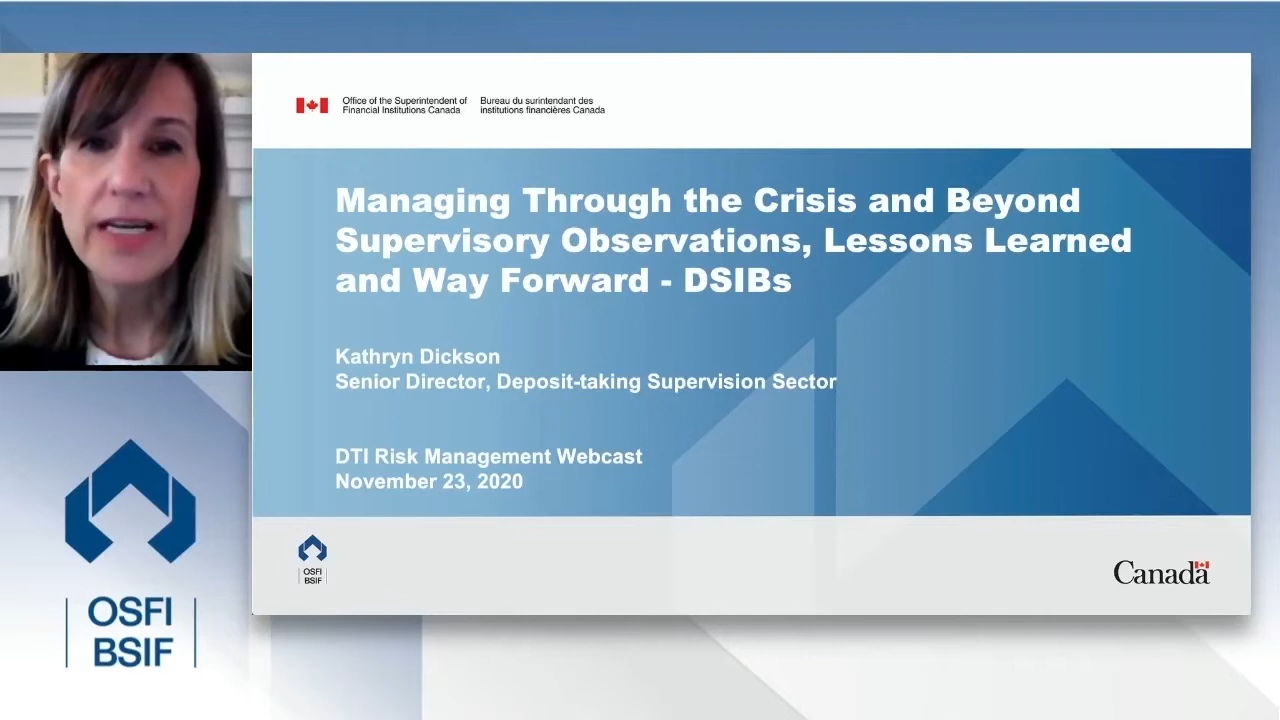 Office of the Superintendent of
Financial Institutions Canada
Bureau du surintendant des
institutions financières Canada
Managing Through the Crisis and Beyond
Supervisory Observations, Lessons Learned
and Way Forward - DSIBs
Kathryn Dickson
Senior Director, Deposit-taking Supervision Sector
DTI Risk Management Webcast
November 23, 2020
OSFI
BSIF
Canada
OSFI
BSIF